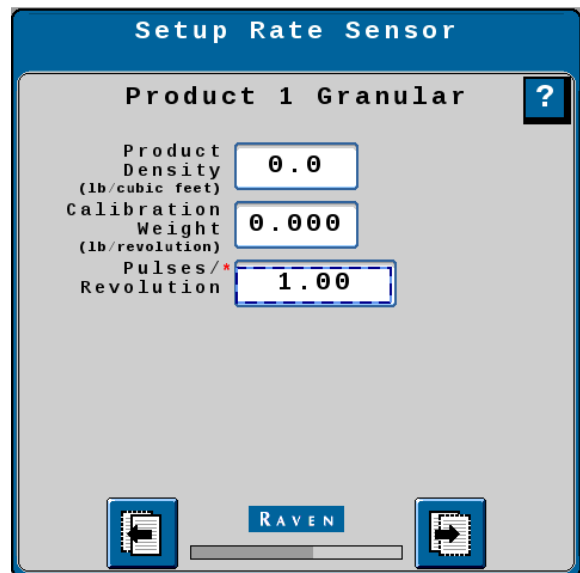 Setup Rate Sensor
Product 1 Granular
?
Product
Density
(lb/cubic feet)
0.0
Calibration
Weight
(lb/revolution)
0.000
Pulses/*
Revolution
1.00
RAVEN